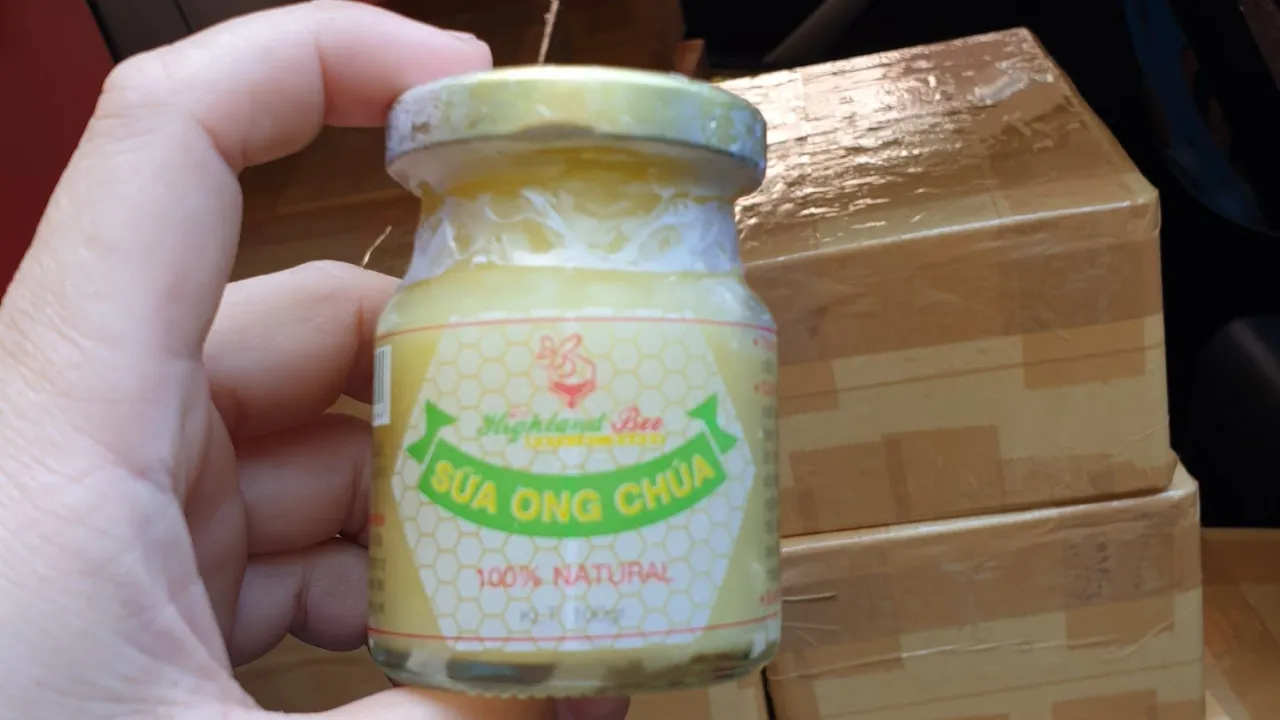 Highland Bee
SỮA ONG CHÚA
100% NATURAL